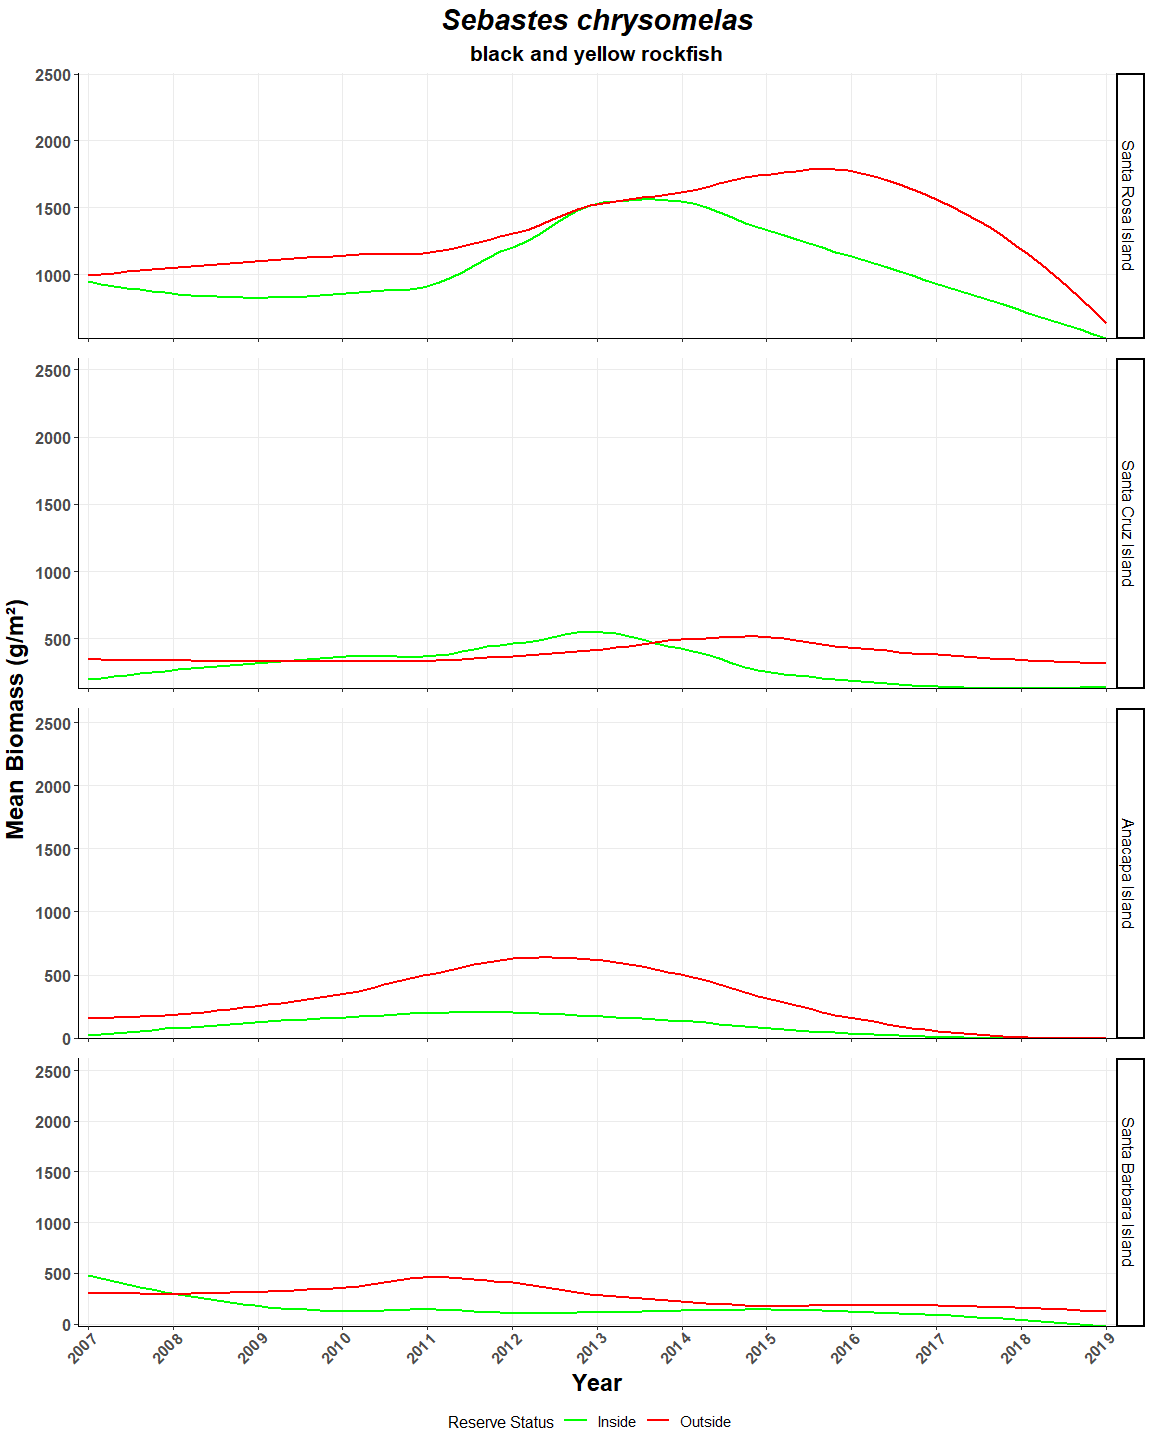 Sebastes chrysomelas
black and yellow rockfish
Mean Biomass (g/m²)
2500
2000
1500
1000
Santa Rosa Island
2500
2000
1500
1000
500
Santa Cruz Island
2500
2000
1500
1000
500
0
Anacapa Island
2500
2000
1500
1000
500
0
Santa Barbara Island
2007 2008 2009 2010 2011 2012 2013 2014 2015 2016 2017 2018 2019
Year
Reserve Status Inside Outside